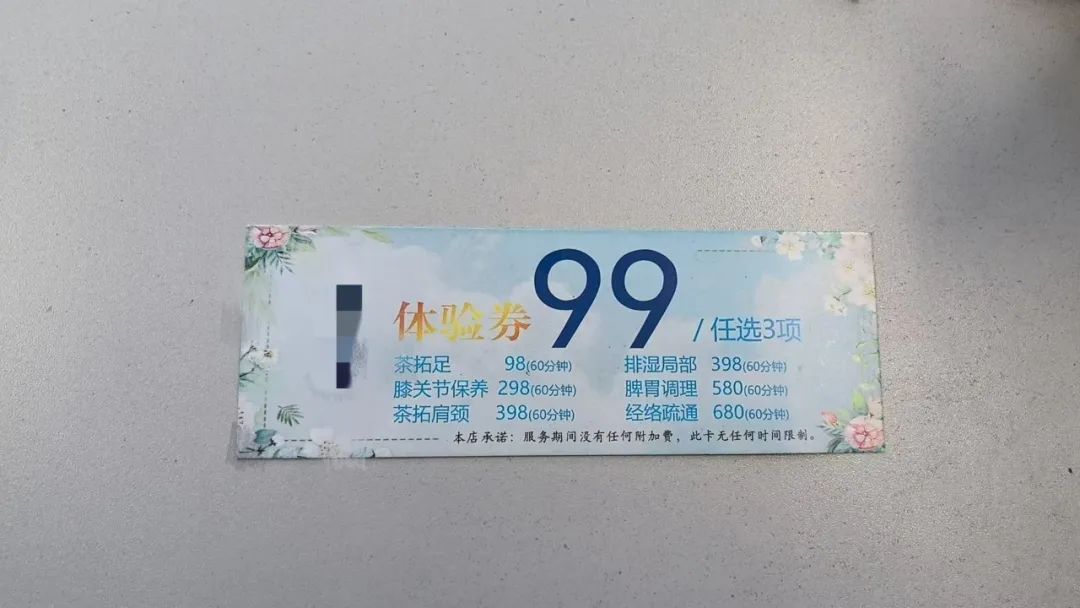 体验券99/任选3项
茶拓足 98(60分钟) 排湿局部 398(60分钟)
膝关节保养 298(60分钟) 脾胃调理 580(60分钟)
茶拓肩颈 398(60分钟) 经络疏通 680(60分钟)
本店承诺：服务期间没有任何附加费，此卡无任何时间限制。